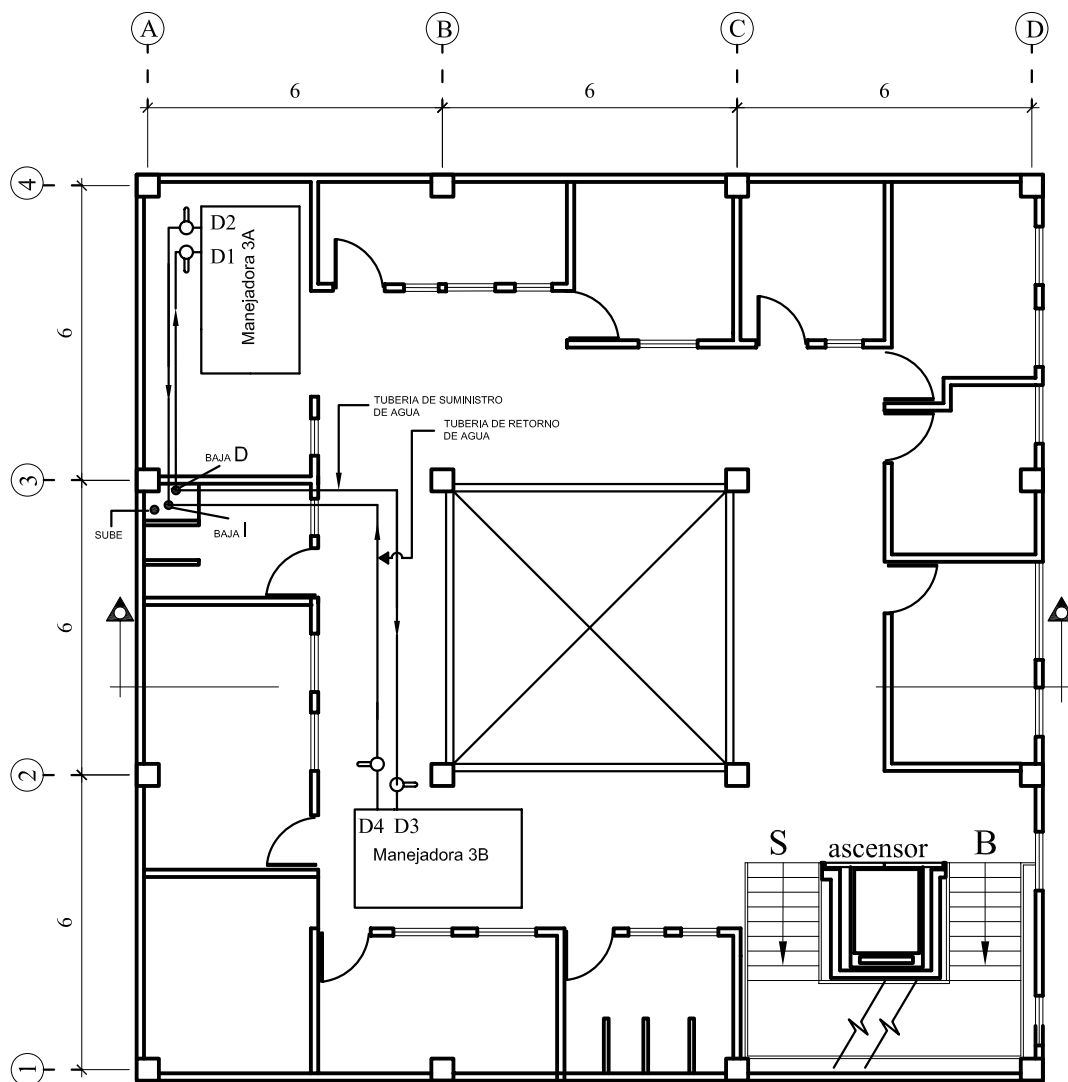 A
B
C
D
6
6
6
4
D2
D1
Manejadora 3A
6
TUBERIA DE SUMINISTRO
DE AGUA
TUBERIA DE RETORNO
DE AGUA
BAJA D
3
SUBE
BAJA I
6
2
D4 D3
Manejadora 3B
S
ascensor
B
6
1